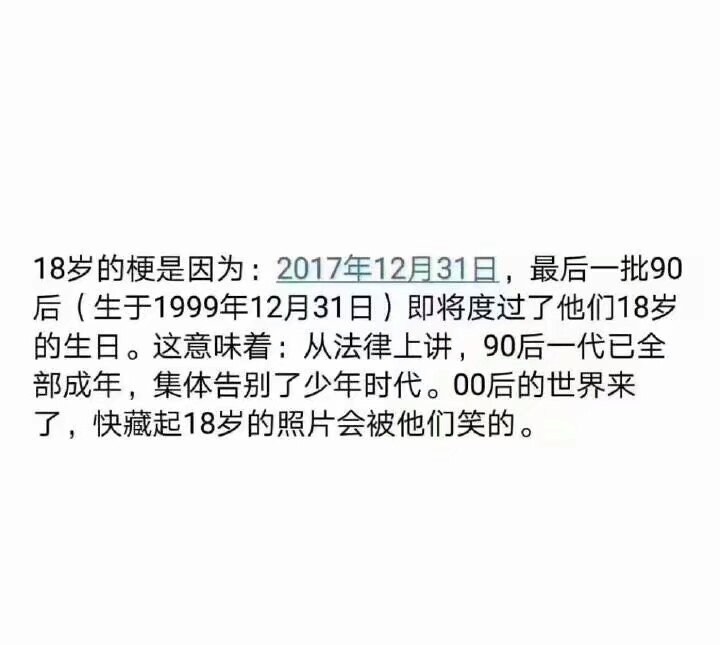 18岁的梗是因为：2017年12月31日，最后一批90
后（生于1999年12月31日）即将度过了他们18岁
的生日。这意味着：从法律上讲，90后一代已全
部成年，集体告别了少年时代。00后的世界来
了，快藏起18岁的照片会被他们笑的。